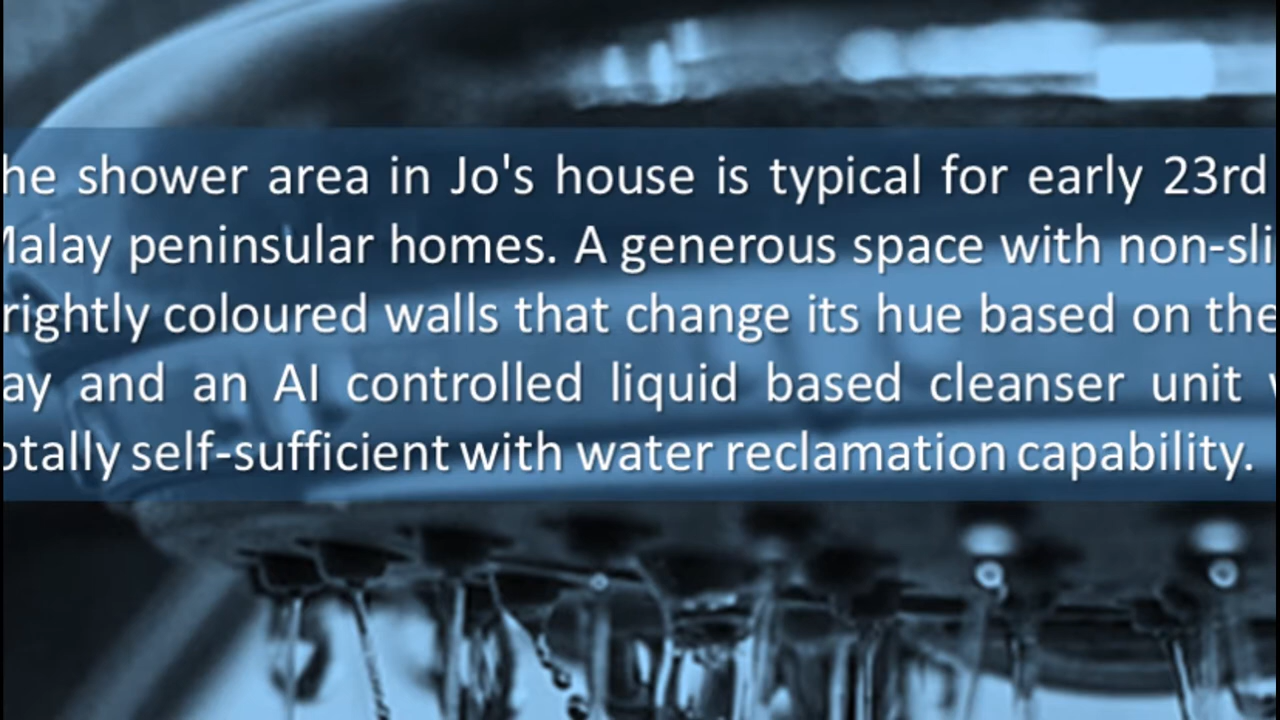 he shower area in Jo's house is typical for early 23rd
Malay peninsular homes. A generous space with non-sli
rightly coloured walls that change its hue based on the
ay and an AI controlled liquid based cleanser unit
otally self-sufficient with water reclamation capability.